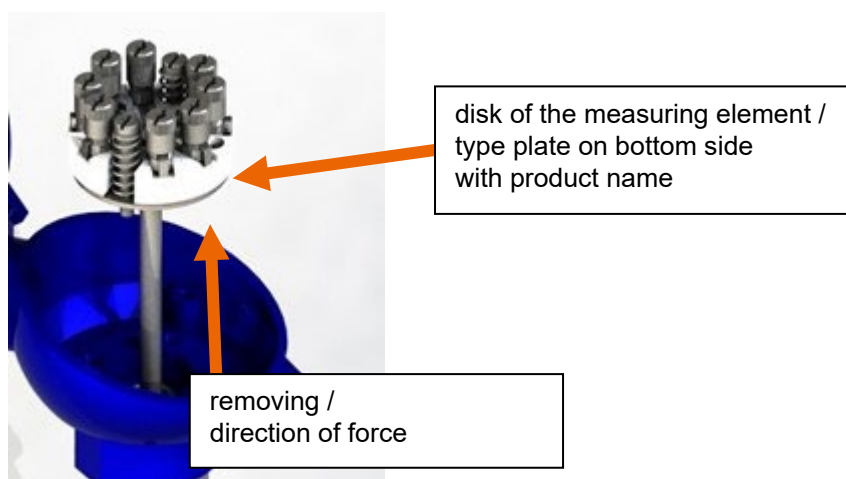 disk of the measuring element /
type plate on bottom side
with product name
removing /
direction of force